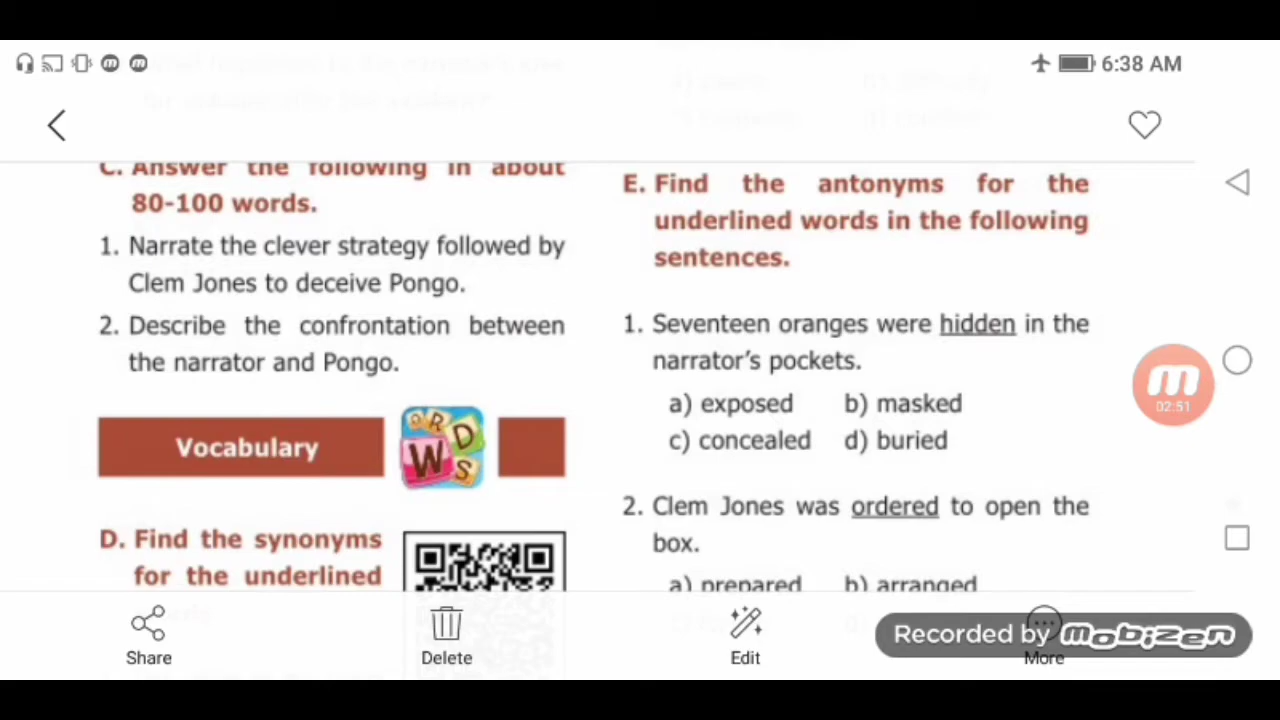 6:38 AM
C. Answer the following in about
80-100 words.
1. Narrate the clever strategy followed by
Clem Jones to deceive Pongo.
2. Describe the confrontation between
the narrator and Pongo.
Vocabulary
W
O
R
D
S
D. Find the synonyms
for the underlined
E. Find the antonyms for the
underlined words in the following
sentences.
1. Seventeen oranges were hidden in the
narrator's pockets.
a) exposed b) masked
c) concealed d) buried
2. Clem Jones was ordered to open the
box.
a) prepared b) arranged
m
02:51
Share
Delete
Edit
More
Recorded by mobizen